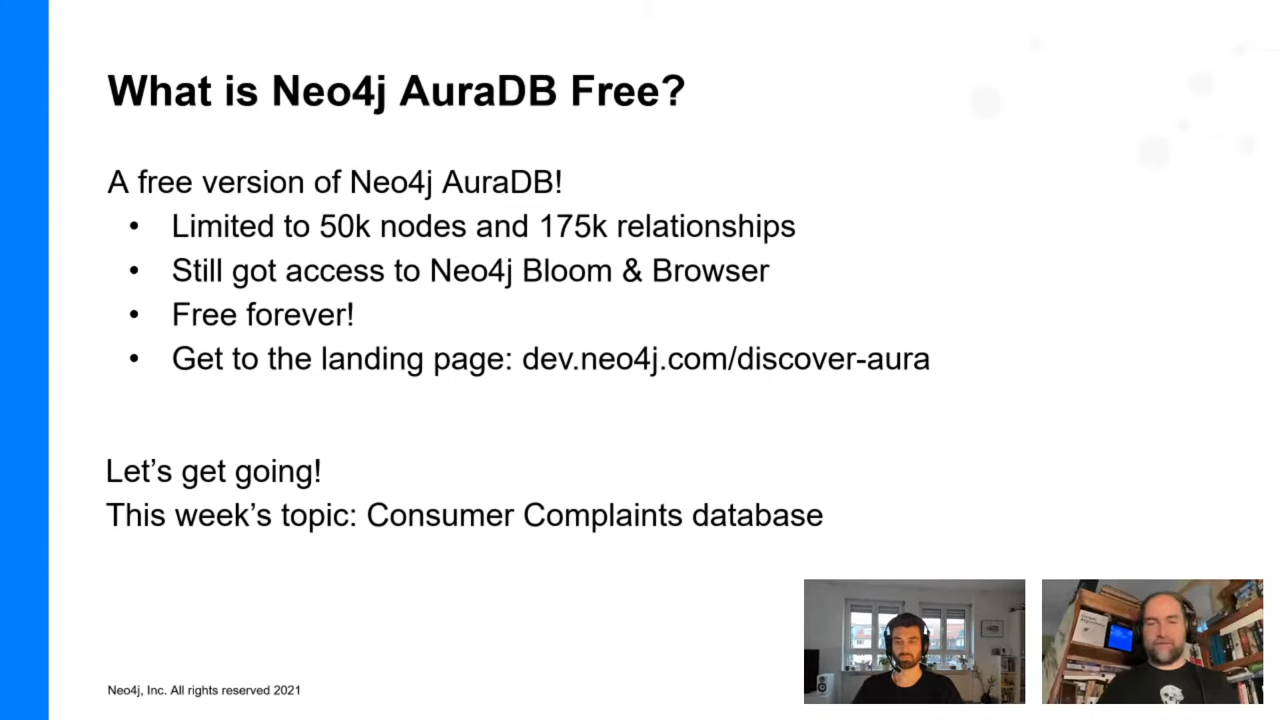 What is Neo4j AuraDB Free?
A free version of Neo4j AuraDB!
• Limited to 50k nodes and 175k relationships
• Still got access to Neo4j Bloom & Browser
• Free forever!
• Get to the landing page: dev.neo4j.com/discover-aura
Let's get going!
This week's topic: Consumer Complaints database
Neo4j, Inc. All rights reserved 2021